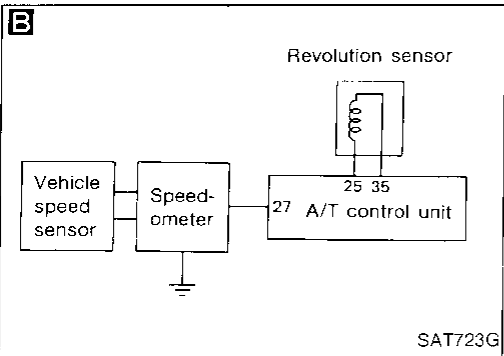 B
Revolution sensor
25 35
Vehicle
speed
sensor
Speed-
ometer
27 A/T control unit
SAT723G